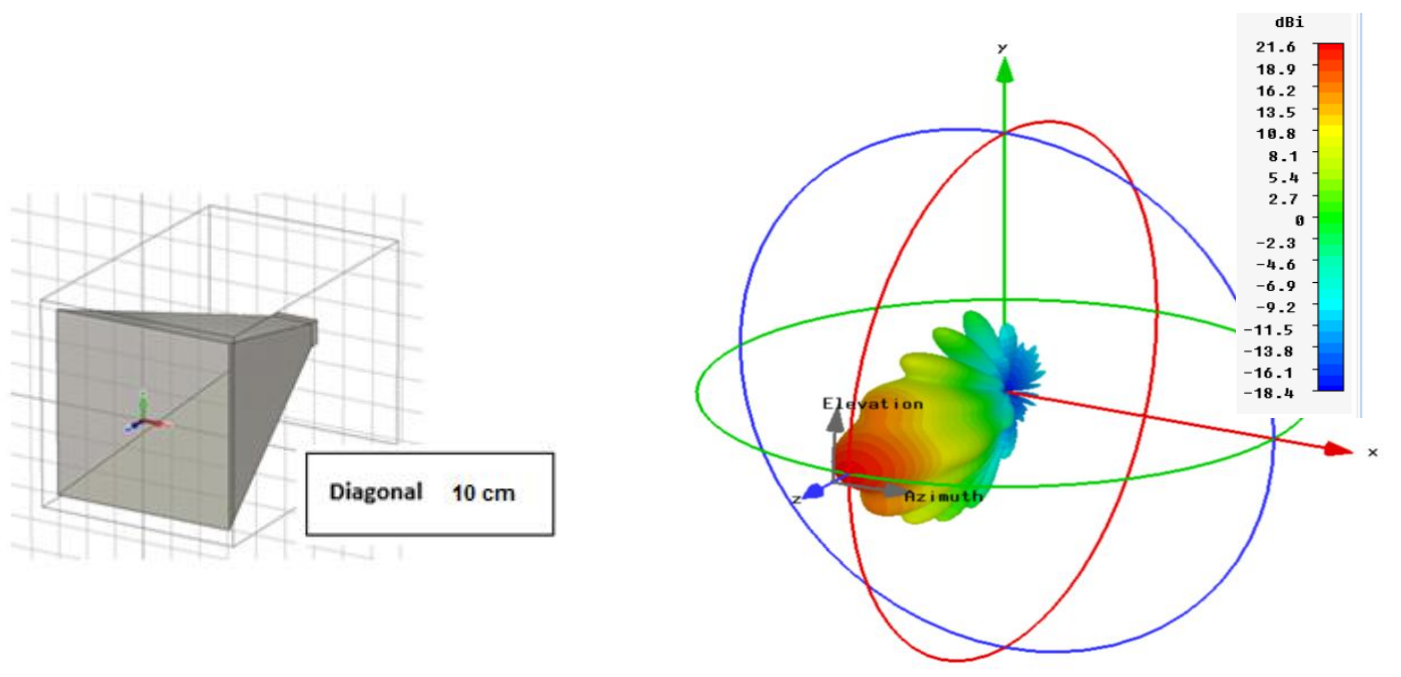 Diagonal 10 cm
dBi
21.6
18.9
16.2
13.5
10.8
8.1
5.4
2.7
0
-2.3
-4.6
-6.9
-9.2
-11.5
-13.8
-16.1
-18.4
y
Elevation
x
z
Azimuth